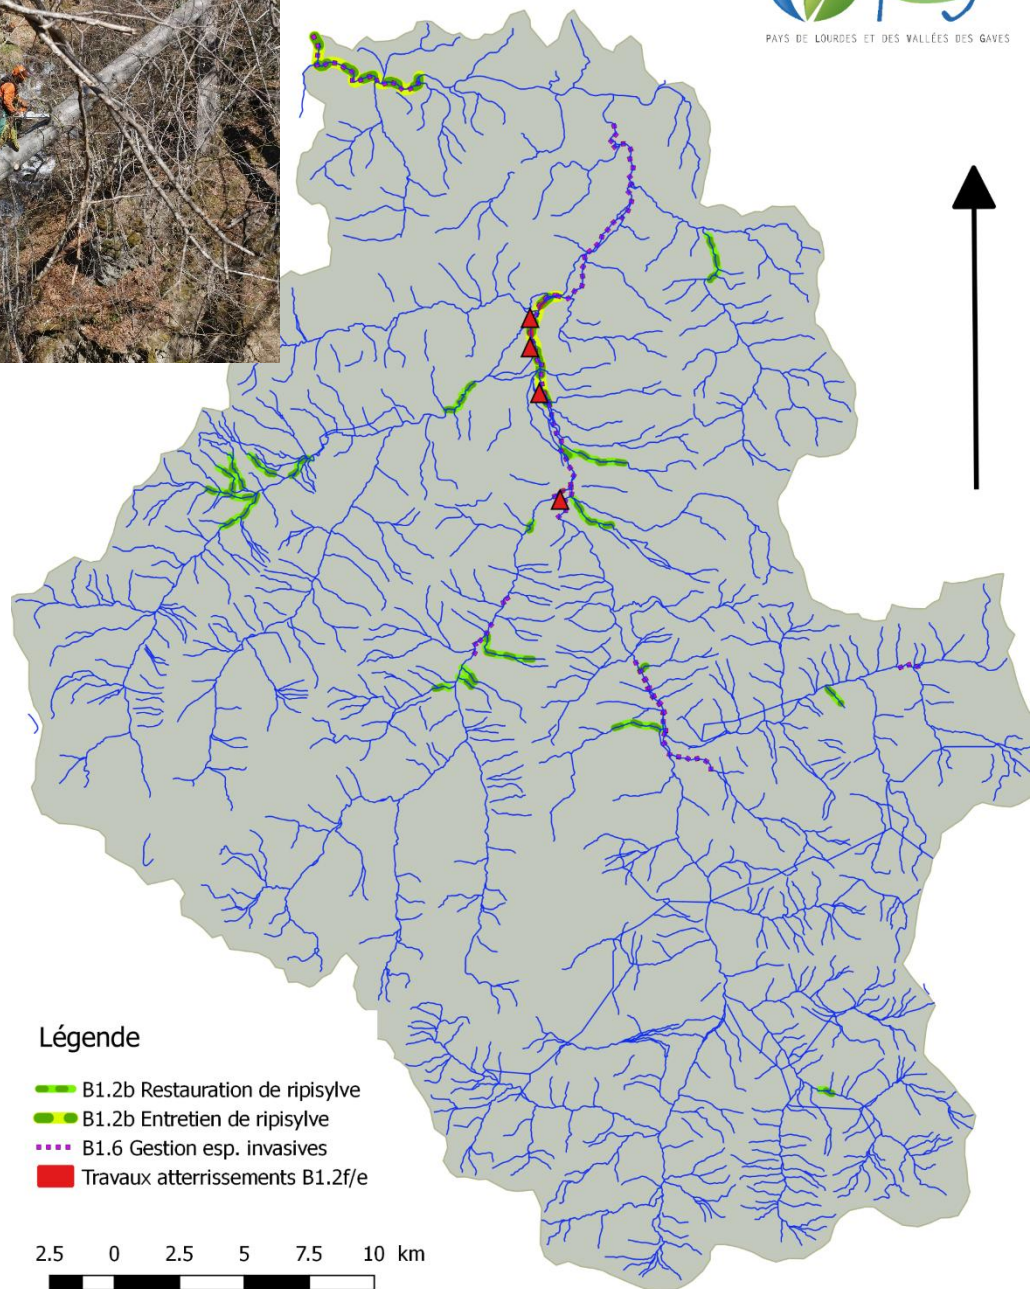 PAYS DE LOURDES ET DES VALLÉES DES GAVES
Légende
B1.2b Restauration de ripisylve
B1.2b Entretien de ripisylve
B1.6 Gestion esp. invasives
Travaux atterrissements B1.2f/e
2.5 0 2.5 5 7.5 10 km